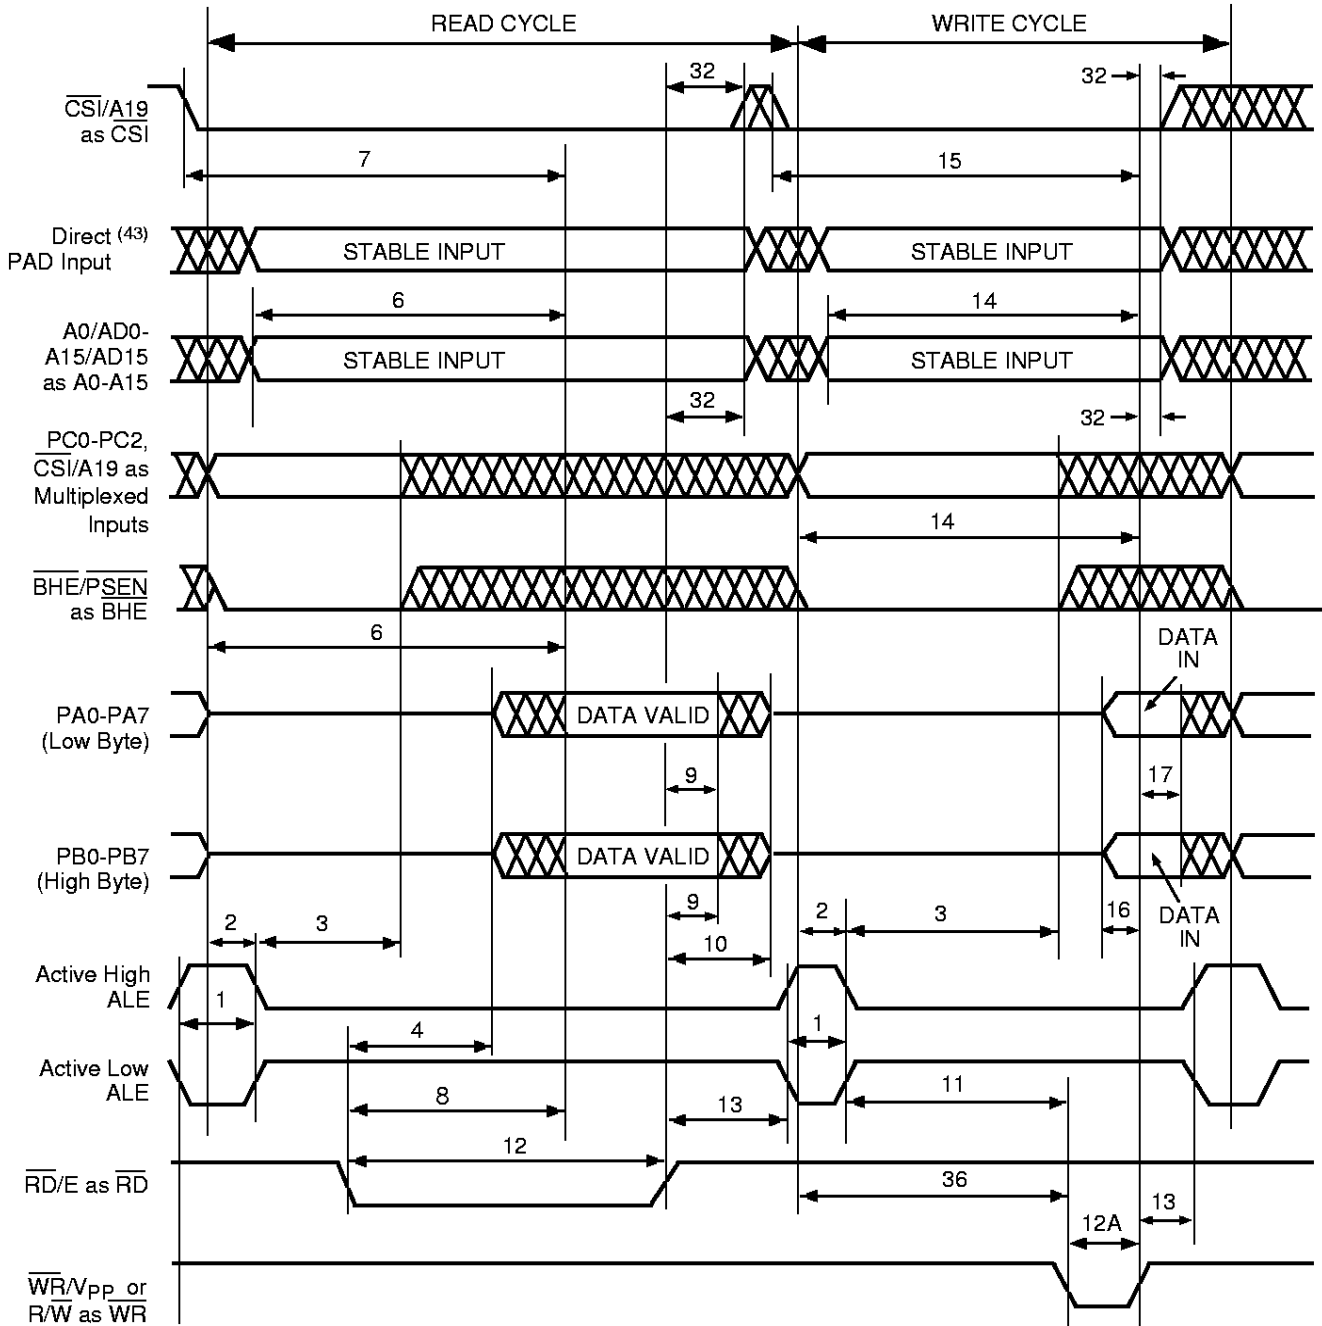 READ CYCLE
WRITE CYCLE
32
32
CSI/A19
as CSI
7
15
Direct (43)
PAD Input
STABLE INPUT
STABLE INPUT
6
14
A0/AD0-
A15/AD15
as A0-A15
STABLE INPUT
STABLE INPUT
32
32
PC0-PC2,
CSI/A19 as
Multiplexed
Inputs
14
BHE/PSEN
as BHE
6
DATA
IN
PA0-PA7
(Low Byte)
DATA VALID
9
17
PB0-PB7
(High Byte)
DATA VALID
9
2
3
10
2
3
16
DATA
IN
Active High
ALE
1
4
1
Active Low
ALE
8
13
11
12
RD/E as RD
36
13
12A
WR/VPP or
R/W as WR